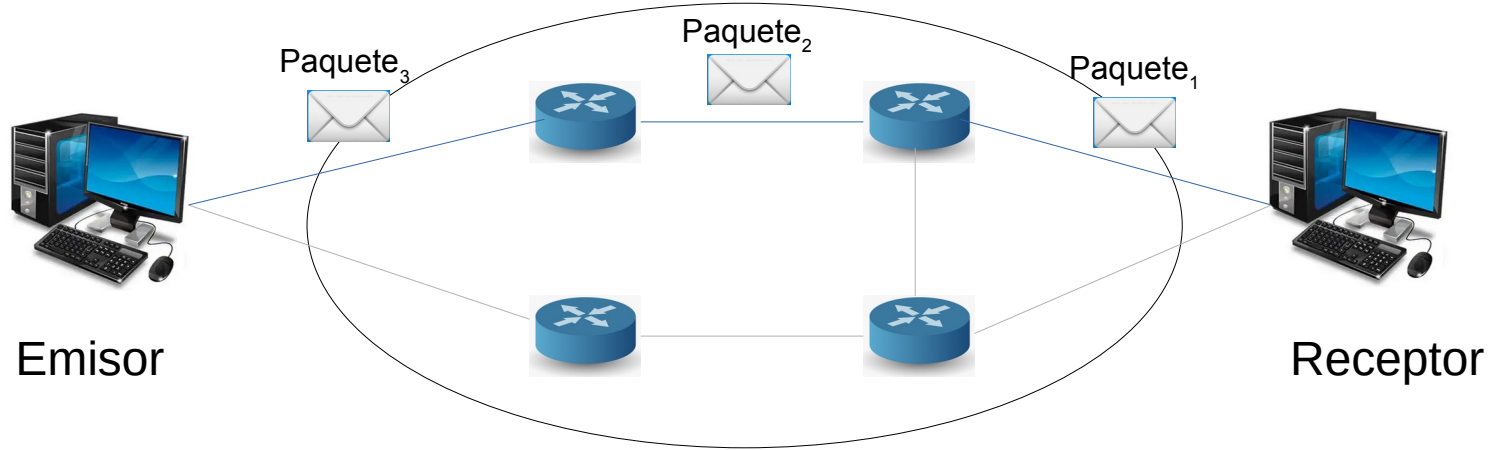 Paquete₃
Paquete₂
Paquete₁
Emisor
Receptor